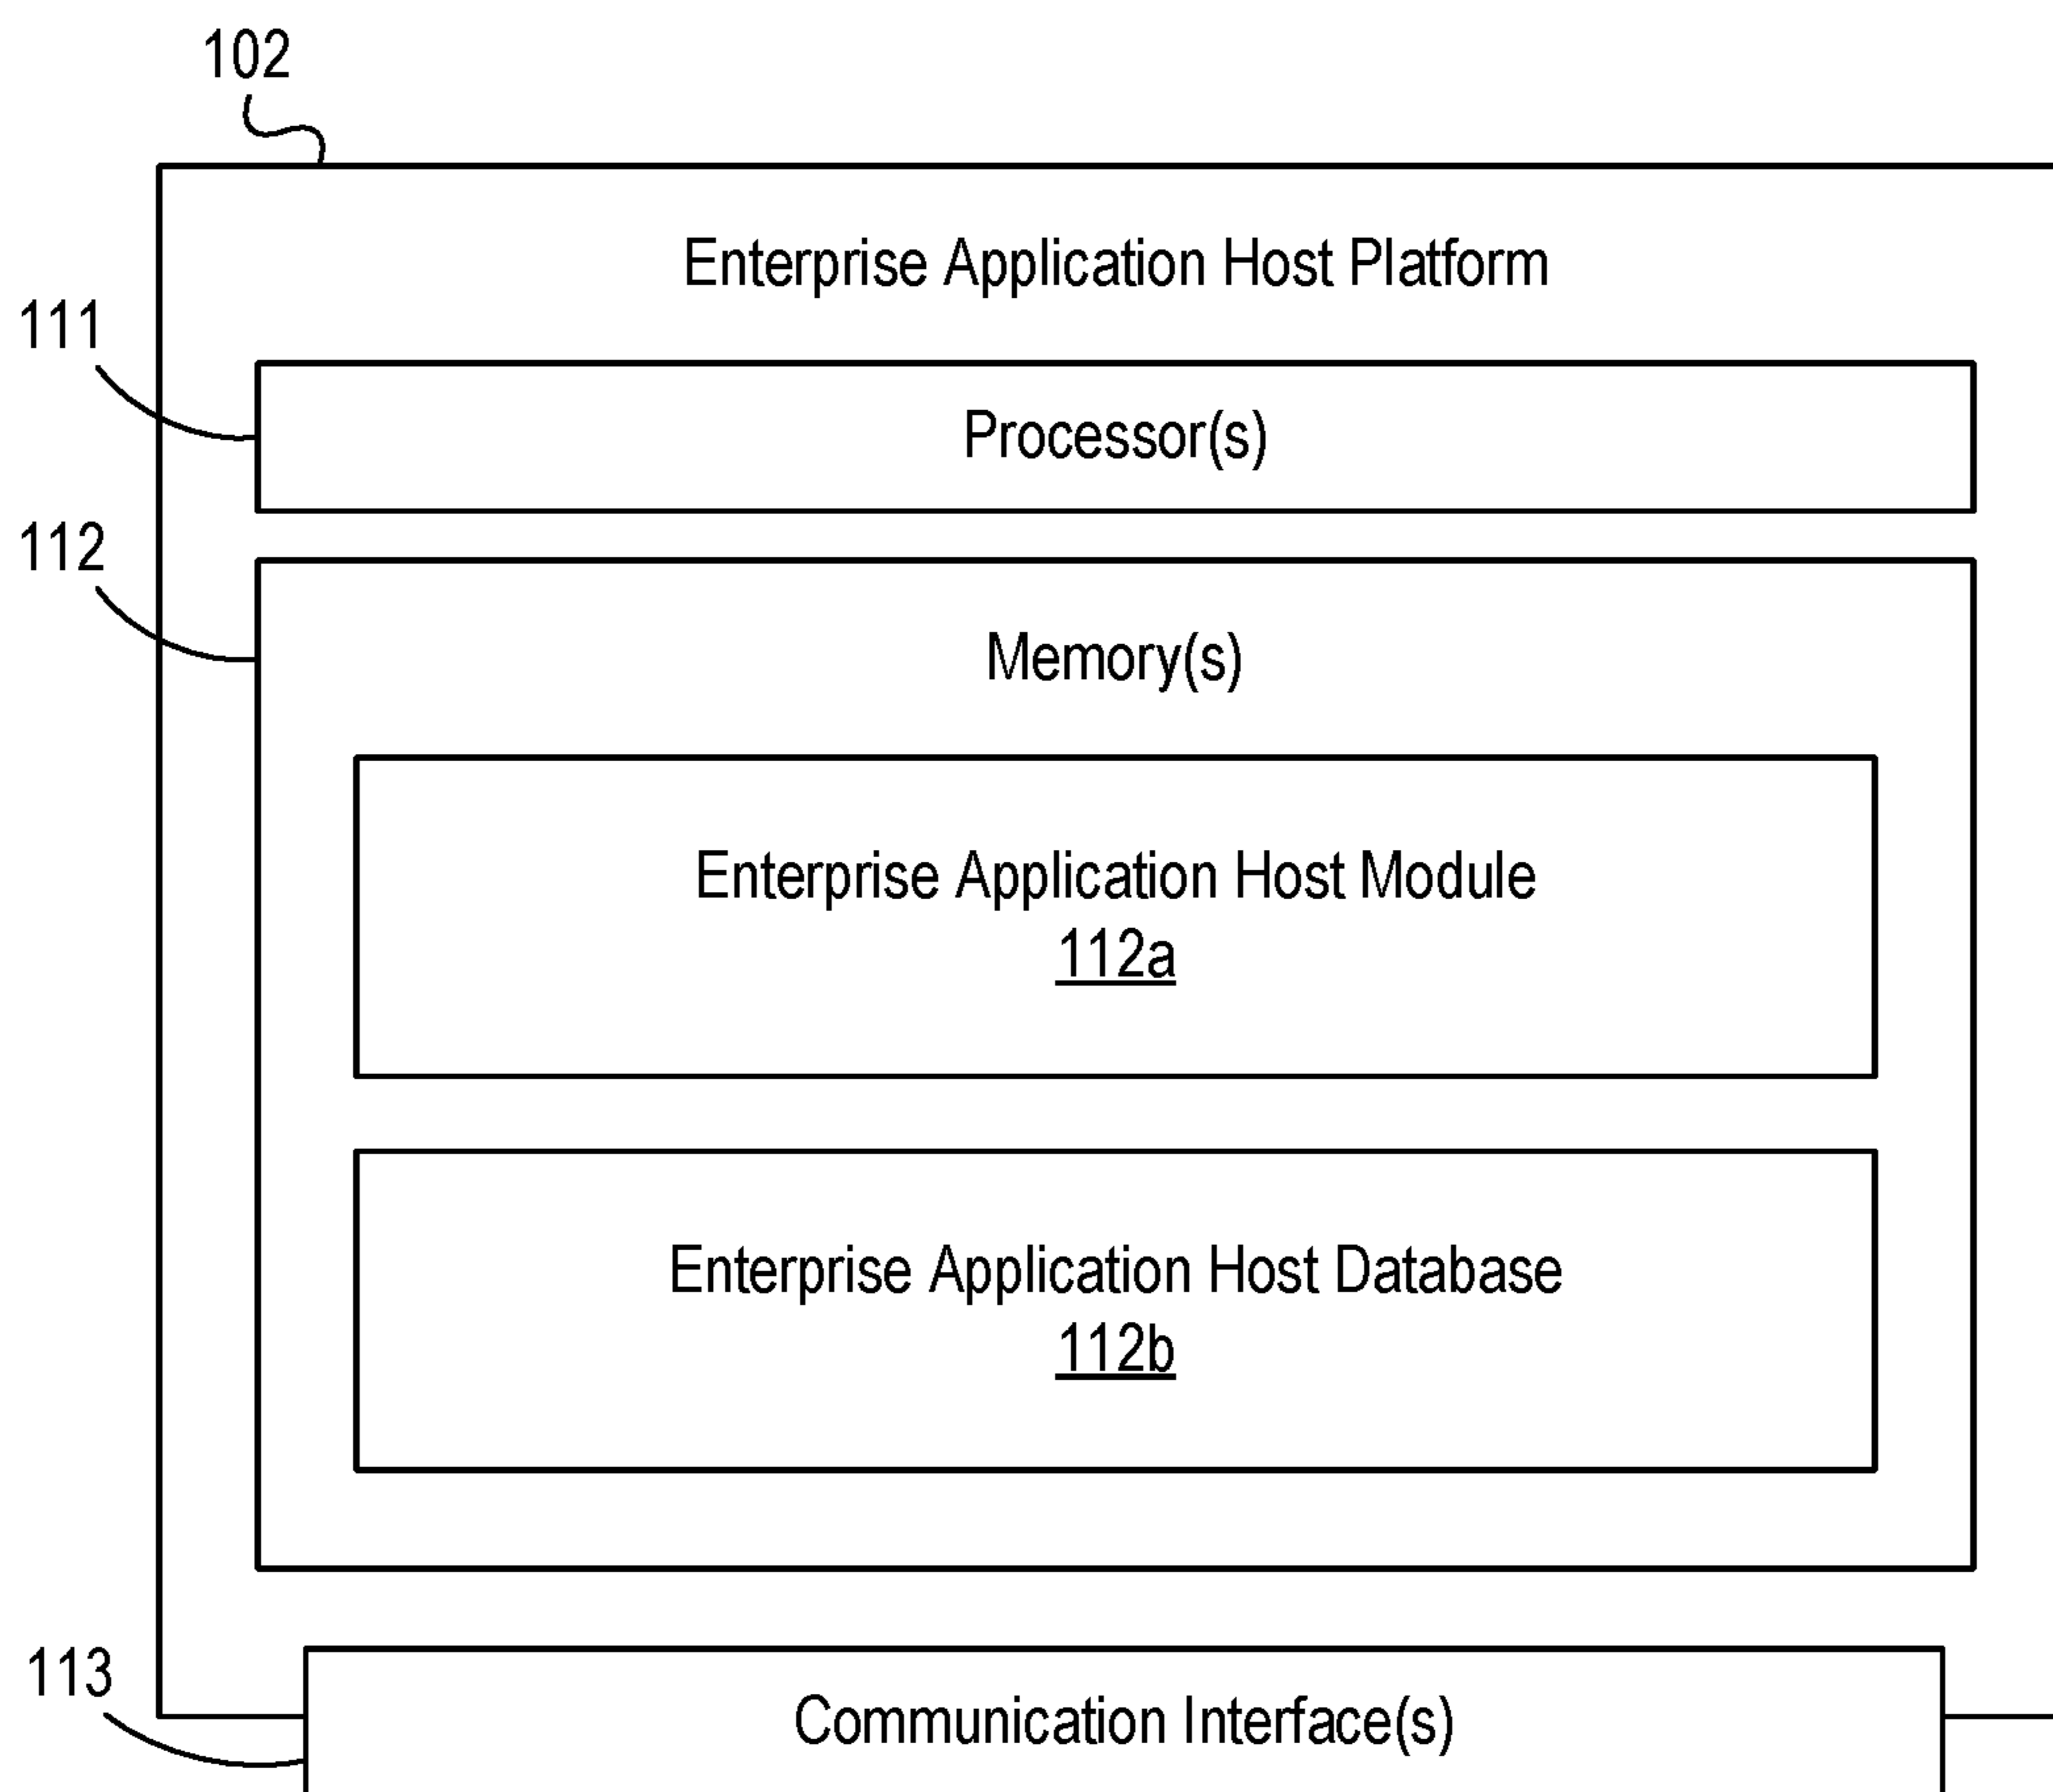 102
Enterprise Application Host Platform
111
Processor(s)
112
Memory(s)
Enterprise Application Host Module
112a
Enterprise Application Host Database
112b
113
Communication Interface(s)